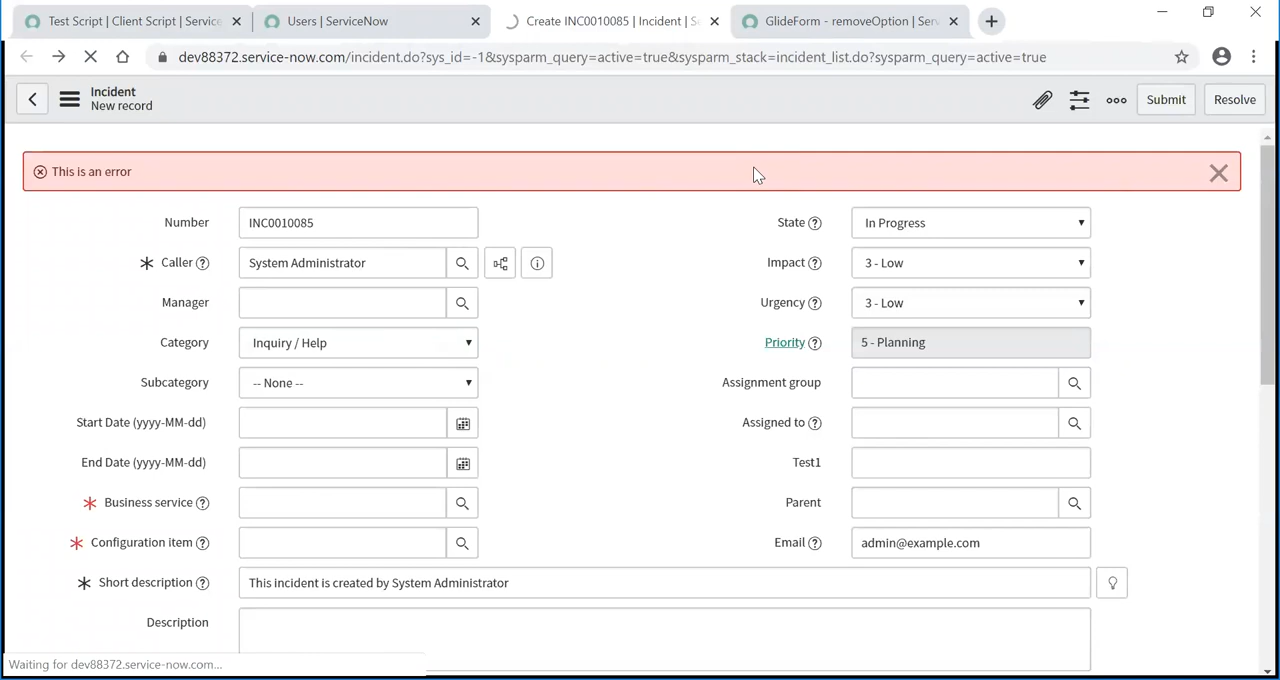 Test Script | Client Script | Service
Users | ServiceNow
Create INC0010085 | Incident | S
GlideForm - removeOption | Serv
dev88372.service-now.com/incident.do?sys_id=-1&sysparm_query=active=true&sysparm_stack=incident_list.do?sysparm_query=active=true
Incident
New record
Submit
Resolve
This is an error
Number INC0010085
State In Progress
Caller System Administrator
Impact 3 - Low
Manager
Urgency 3 - Low
Category Inquiry / Help
Priority 5 - Planning
Subcategory -- None --
Assignment group
Start Date (yyyy-MM-dd)
Assigned to
End Date (yyyy-MM-dd)
Test1
Business service
Parent
Configuration item
Email admin@example.com
Short description This incident is created by System Administrator
Description
Waiting for dev88372.service-now.com...